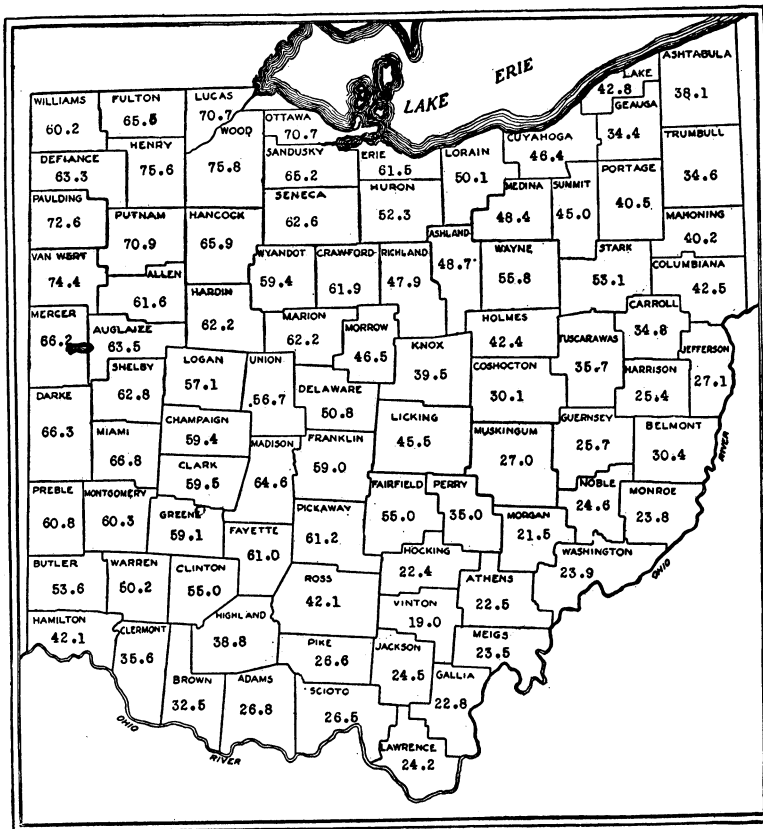 LAKE ERIE
ASHTABULA
38.1
LAKE
42.8
GEAUGA
34.4
WILLIAMS
60.2
FULTON
65.5
LUCAS
70.7
WOOD
75.8
OTTAWA
70.7
HENRY
75.6
DEFIANCE
63.3
SANDUSKY
65.2
ERIE
61.5
LORAIN
50.1
CUYAHOGA
46.4
TRUMBULL
34.6
PORTAGE
40.5
PAULDING
72.6
PUTNAM
70.9
HANCOCK
65.9
SENECA
62.6
HURON
52.3
MEDINA
48.4
SUMMIT
45.0
MAHONING
40.2
VAN WERT
74.4
ALLEN
61.6
WYANDOT
59.4
CRAWFORD
61.9
RICHLAND
47.9
ASHLAND
48.7
WAYNE
55.8
STARK
53.1
COLUMBIANA
42.5
MERCER
66.2
AUGLAIZE
63.5
HARDIN
62.2
MARION
62.2
MORROW
46.5
KNOX
39.5
HOLMES
42.4
TUSCARAWAS
35.7
CARROLL
34.8
JEFFERSON
27.1
SHELBY
62.8
LOGAN
57.1
UNION
56.7
DELAWARE
50.8
COSHOCTON
30.1
HARRISON
25.4
DARKE
66.3
MIAMI
66.8
CHAMPAIGN
59.4
CLARK
59.5
MADISON
64.6
FRANKLIN
59.0
LICKING
45.5
MUSKINGUM
27.0
GUERNSEY
25.7
BELMONT
30.4
PREBLE
60.8
MONTGOMERY
60.3
GREENE
59.1
FAYETTE
61.0
PICKAWAY
61.2
FAIRFIELD
55.0
PERRY
35.0
MORGAN
21.5
NOBLE
24.6
MONROE
23.8
BUTLER
53.6
WARREN
50.2
CLINTON
55.0
ROSS
42.1
HOCKING
22.4
ATHENS
22.5
WASHINGTON
23.9
OHIO RIVER
HAMILTON
42.1
CLERMONT
35.6
HIGHLAND
38.8
PIKE
26.6
VINTON
19.0
JACKSON
24.5
MEIGS
23.5
BROWN
32.5
ADAMS
26.8
SCIOTO
26.5
GALLIA
22.8
LAWRENCE
24.2
OHIO RIVER